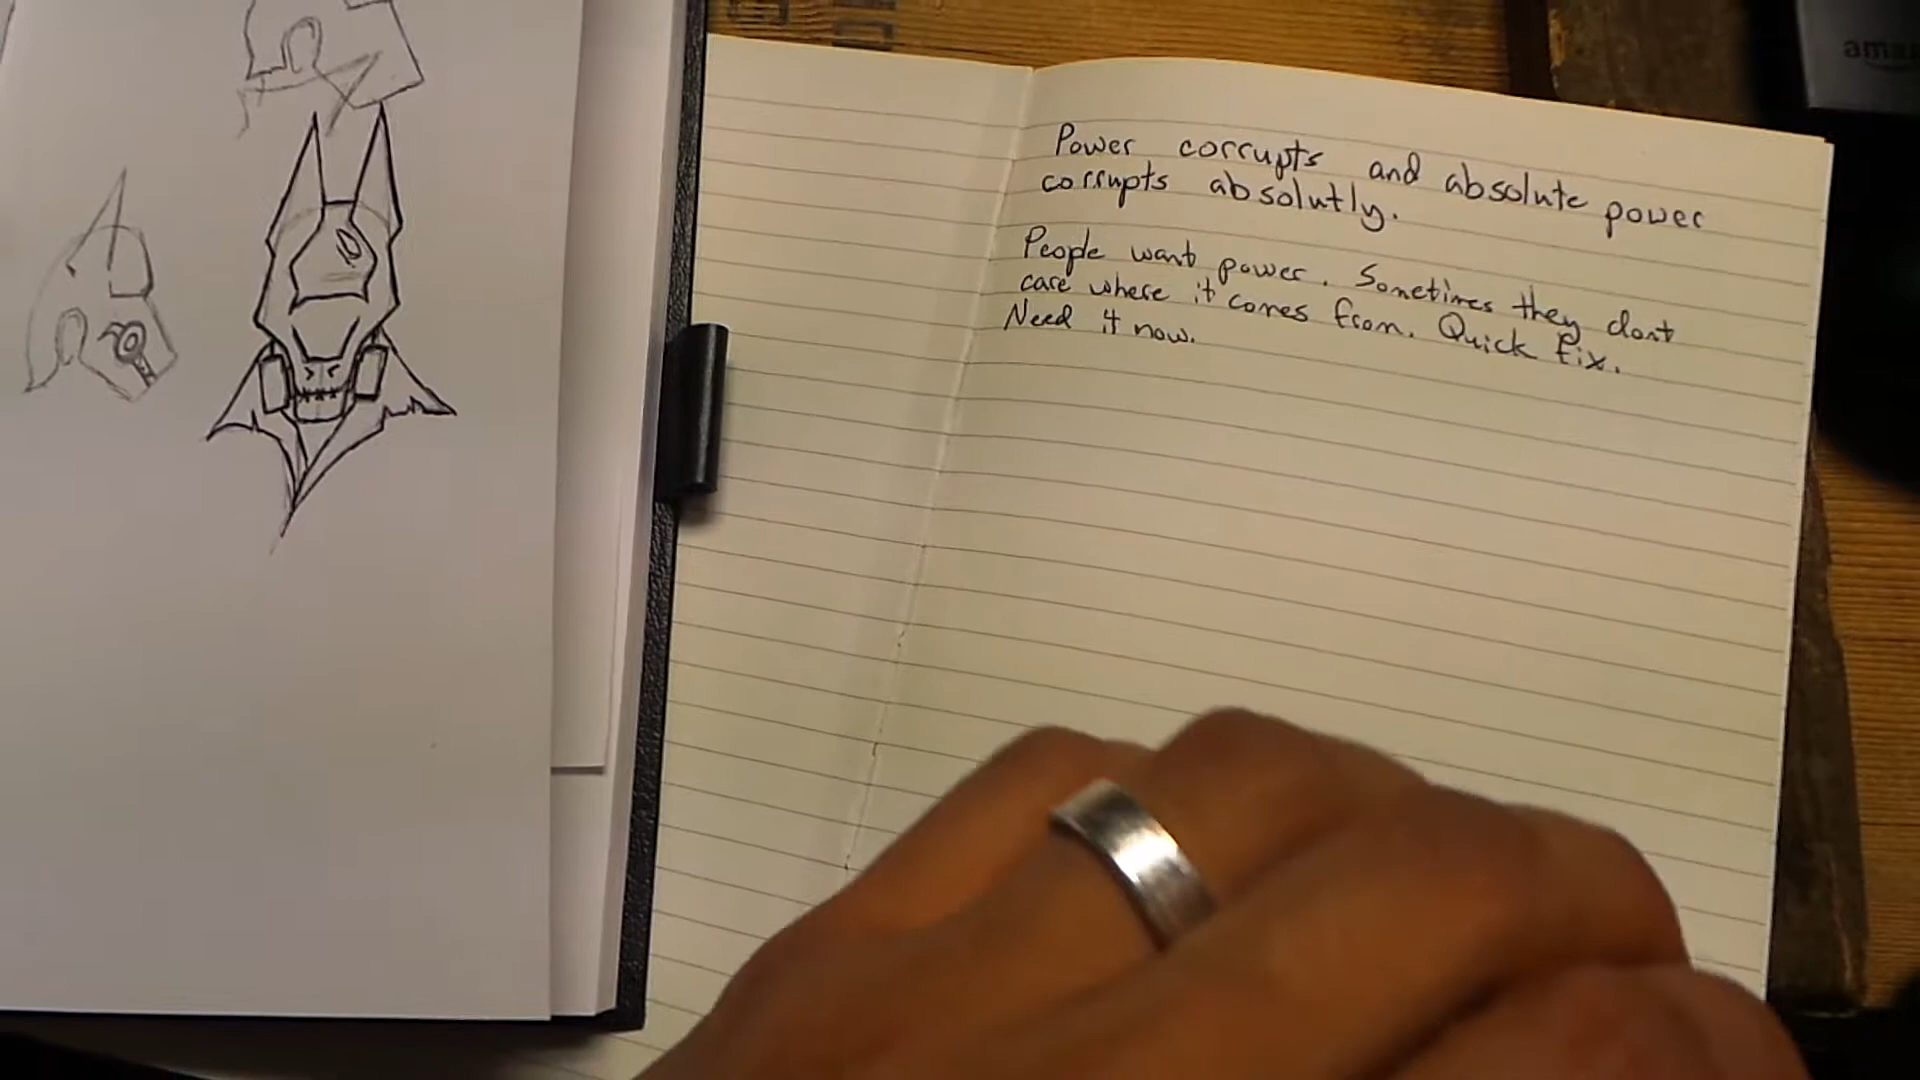 Power corrupts and absolute power
corrupts absolutly.
People want power. Sometimes they dont
care where it comes from. Quick fix.
Need it now.